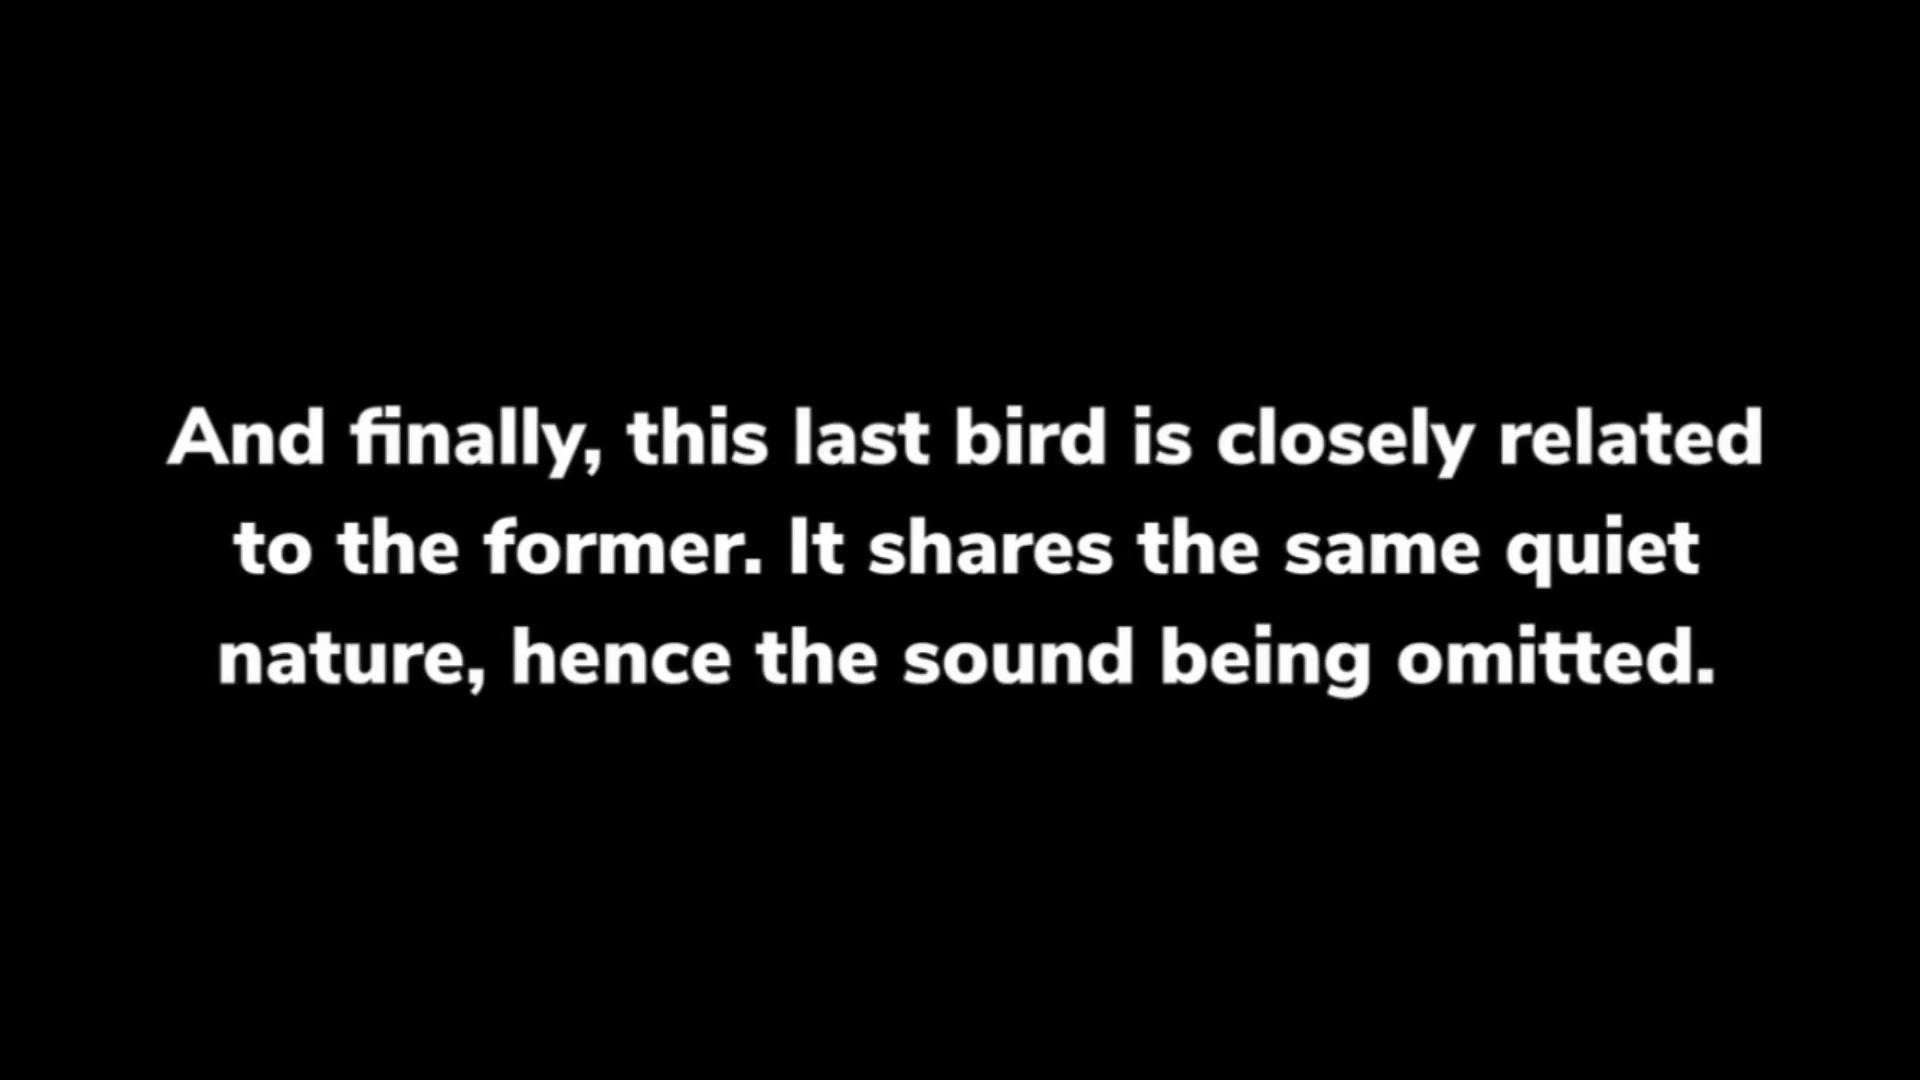 And finally, this last bird is closely related
to the former. It shares the same quiet
nature, hence the sound being omitted.